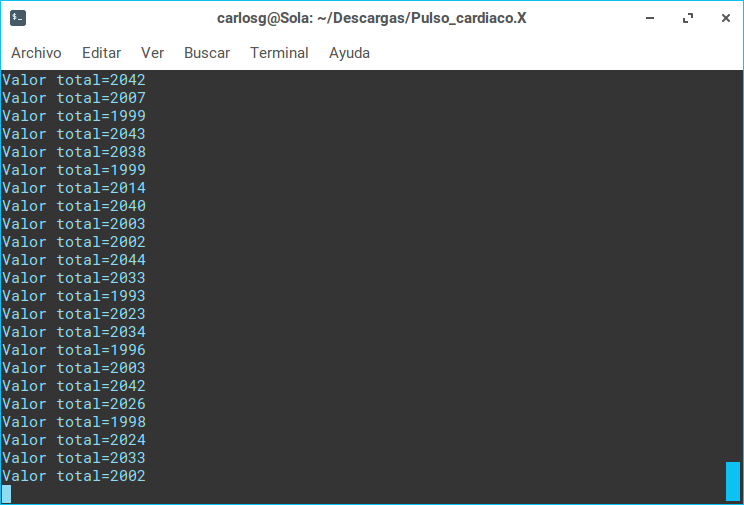 carlosg@Sola: ~/Descargas/Pulso_cardiaco.X
Archivo Editar Ver Buscar Terminal Ayuda
Valor total=2042
Valor total=2007
Valor total=1999
Valor total=2043
Valor total=2038
Valor total=1999
Valor total=2014
Valor total=2040
Valor total=2003
Valor total=2002
Valor total=2044
Valor total=2033
Valor total=1993
Valor total=2023
Valor total=2034
Valor total=1996
Valor total=2003
Valor total=2042
Valor total=2026
Valor total=1998
Valor total=2024
Valor total=2033
Valor total=2002